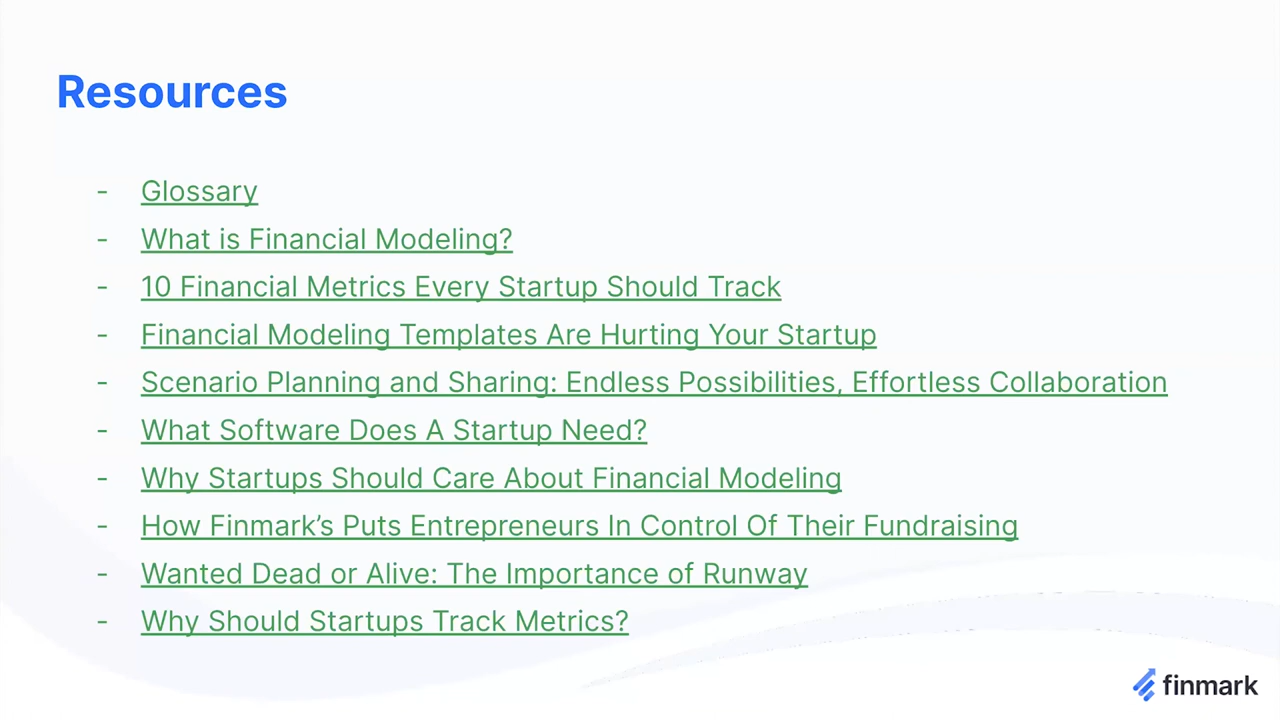 Resources
- Glossary
- What is Financial Modeling?
- 10 Financial Metrics Every Startup Should Track
- Financial Modeling Templates Are Hurting Your Startup
- Scenario Planning and Sharing: Endless Possibilities, Effortless Collaboration
- What Software Does A Startup Need?
- Why Startups Should Care About Financial Modeling
- How Finmark’s Puts Entrepreneurs In Control Of Their Fundraising
- Wanted Dead or Alive: The Importance of Runway
- Why Should Startups Track Metrics?
finmark